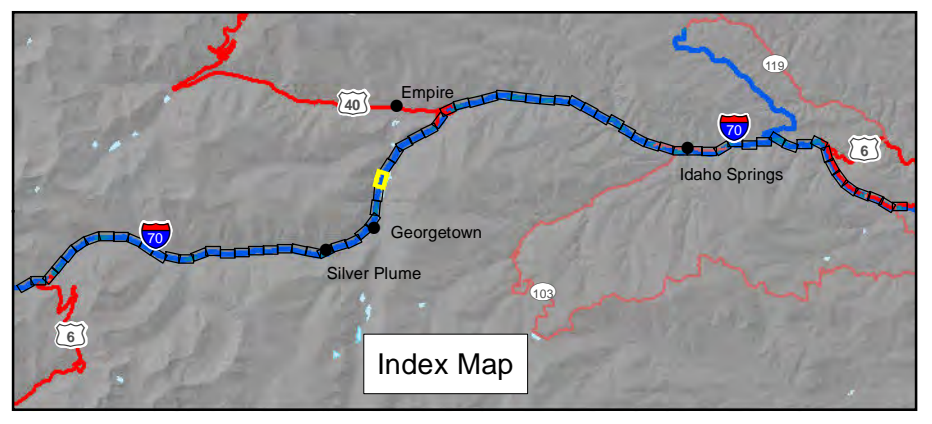 119
Empire
40
70
6
Idaho Springs
Georgetown
70
Silver Plume
103
6
Index Map